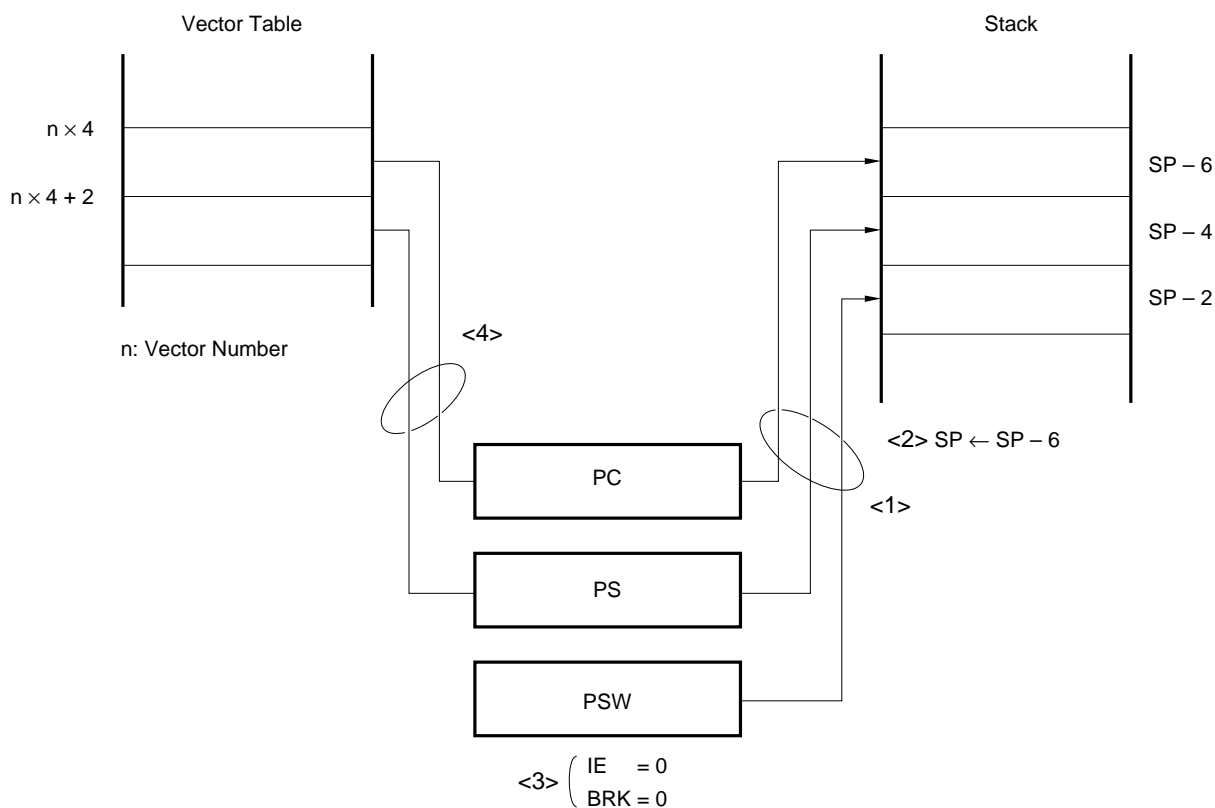 Vector Table
Stack
n × 4
n × 4 + 2
SP – 6
SP – 4
SP – 2
n: Vector Number
<4>
<2> SP ← SP – 6
<1>
PC
PS
PSW
<3> IE = 0
BRK = 0